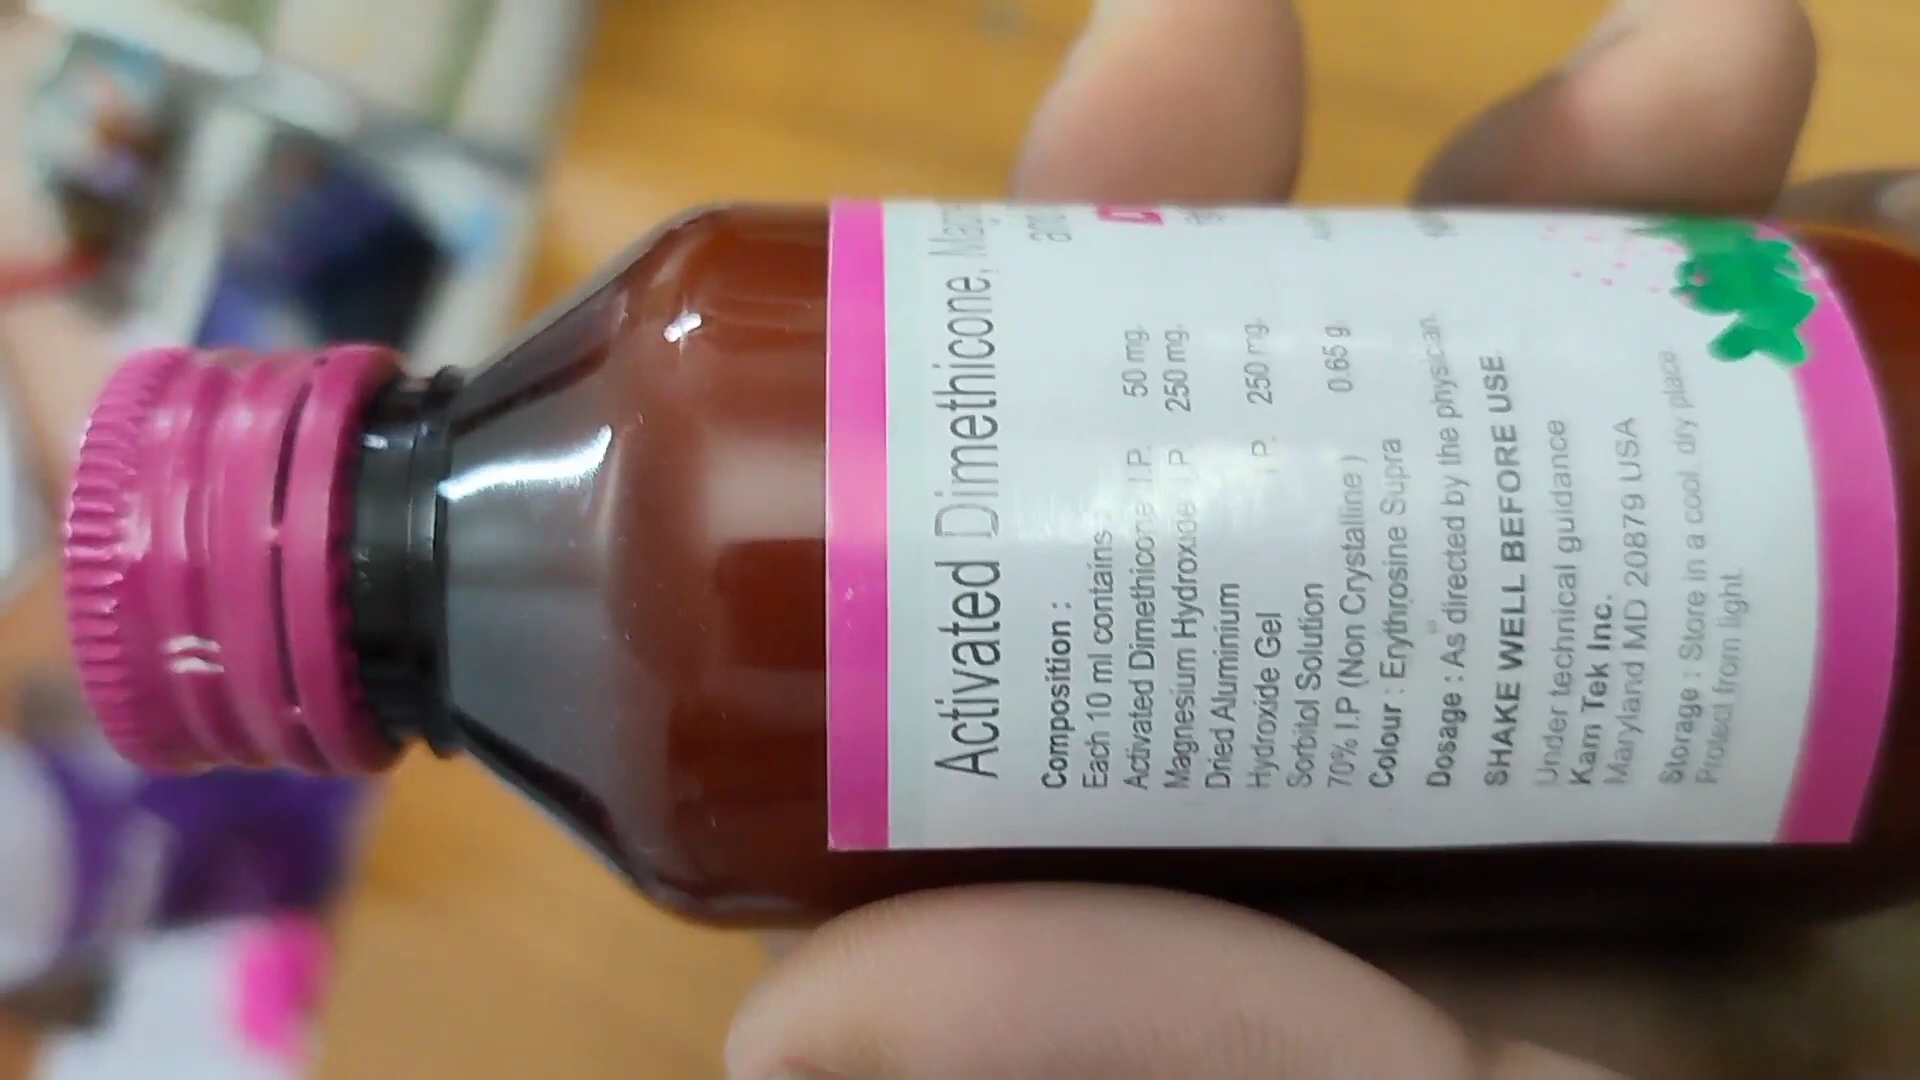 Activated Dimethicone,
Composition :
Each 10 ml contains
Activated Dimethicone I.P. 50 mg.
Magnesium Hydroxide I.P. 250 mg.
Dried Aluminium
Hydroxide Gel I.P. 250 mg.
Sorbitol Solution
70% I.P (Non Crystalline) 0.65 g
Colour : Erythrosine Supra
Dosage : As directed by the physician.
SHAKE WELL BEFORE USE
Under technical guidance
Kam Tek Inc.
Maryland MD 20879 USA
Storage : Store in a cool, dry place.
Protect from light